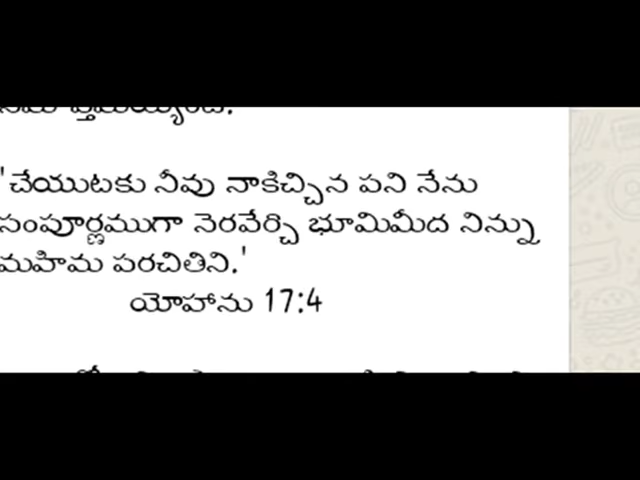 'చేయుటకు నీవు నాకిచ్చిన పని నేను
సంపూర్ణముగా నెరవేర్చి భూమిమీద నిన్ను
మహిమ పరచితిని.'
యోహాను 17:4